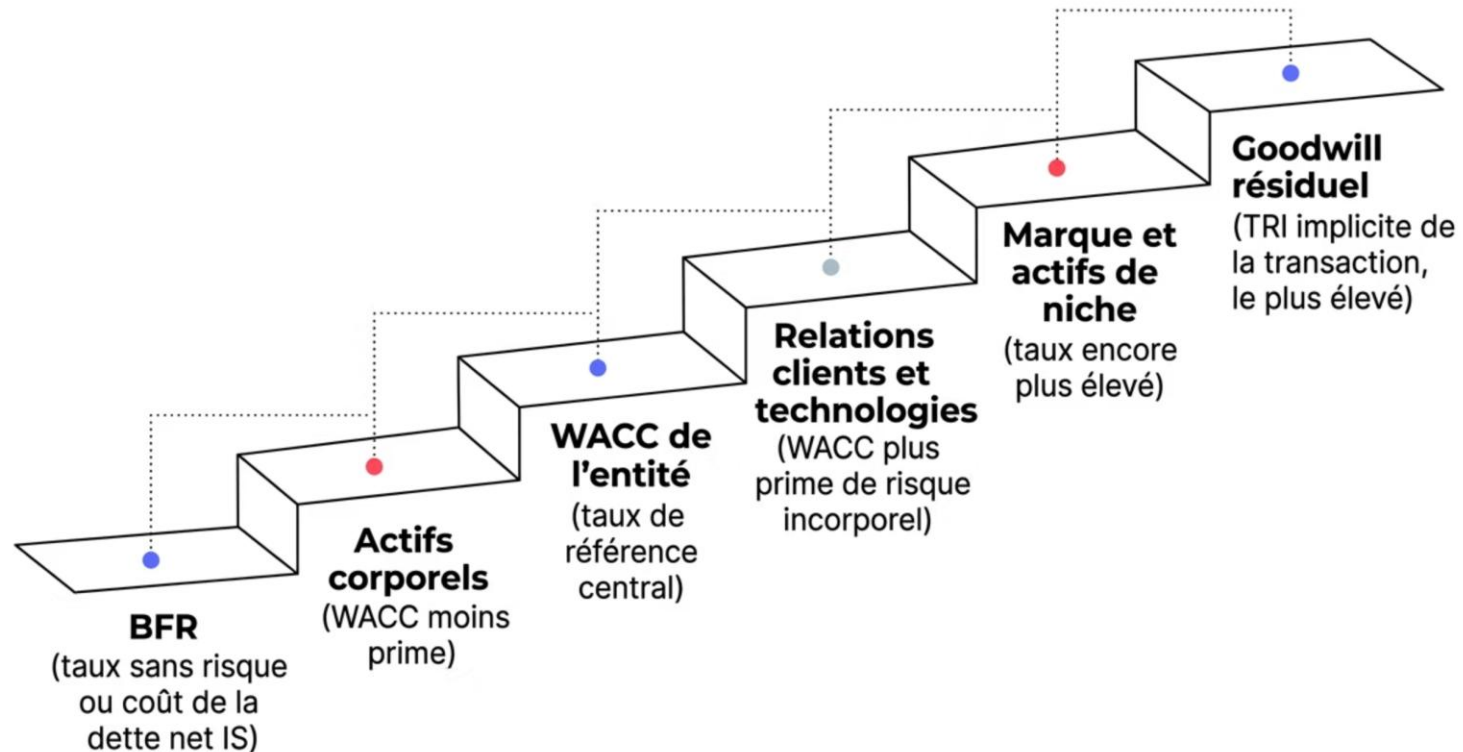 BFR
(taux sans risque
ou coût de la
dette net IS)
Actifs
corporels
(WACC moins
prime)
WACC de
l'entité
(taux de
référence
central)
Relations
clients et
technologies
(WACC plus
prime de risque
incorporel)
Marque et
actifs de
niche
(taux encore
plus élevé)
Goodwill
résiduel
(TRI implicite de
la transaction,
le plus élevé)